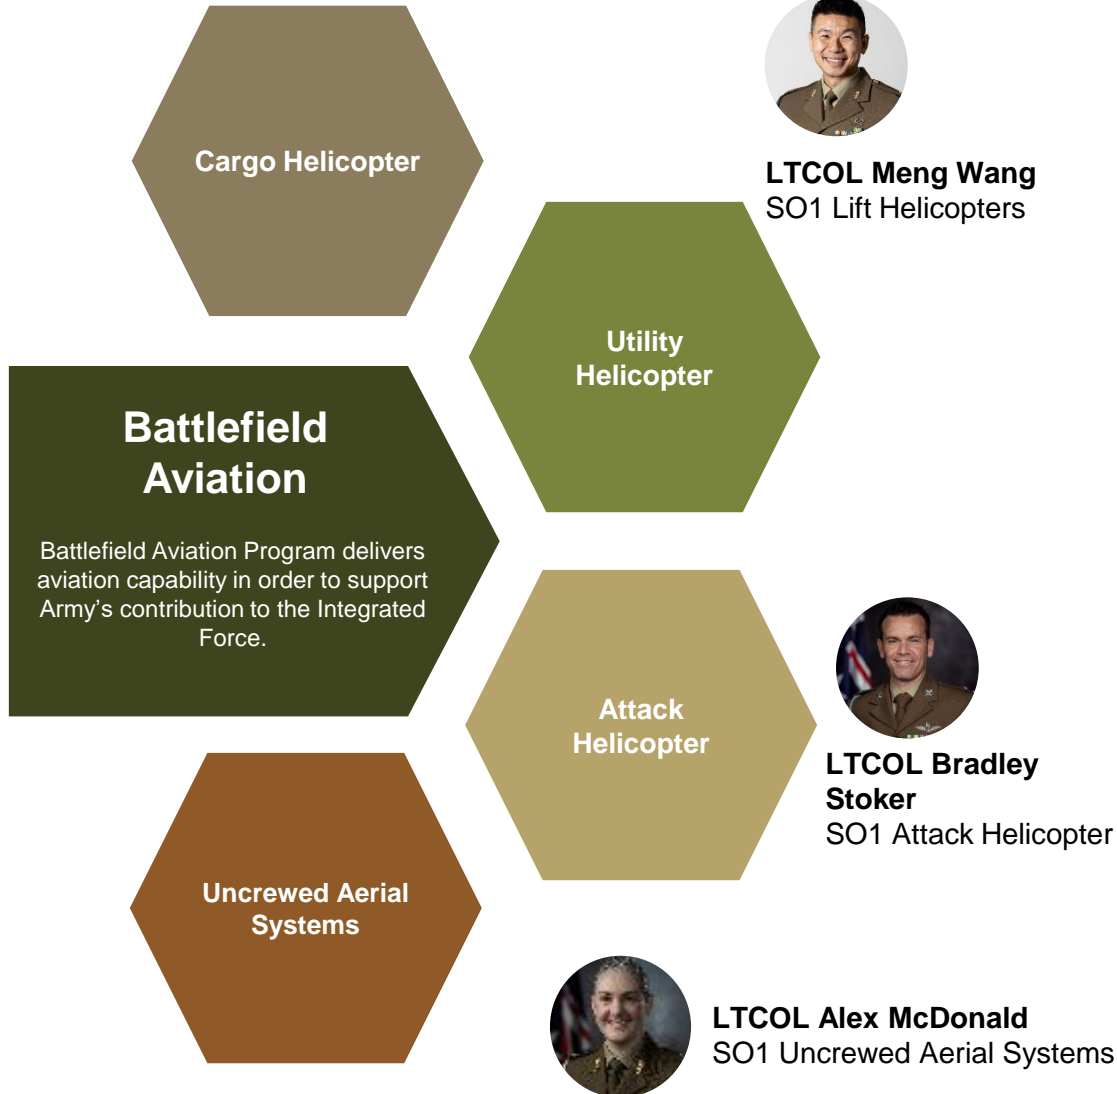 Cargo Helicopter
LTCOL Meng Wang
SO1 Lift Helicopters
Utility
Helicopter
Battlefield
Aviation
Battlefield Aviation Program delivers
aviation capability in order to support
Army’s contribution to the Integrated
Force.
Attack
Helicopter
LTCOL Bradley
Stoker
SO1 Attack Helicopter
Uncrewed Aerial
Systems
LTCOL Alex McDonald
SO1 Uncrewed Aerial Systems